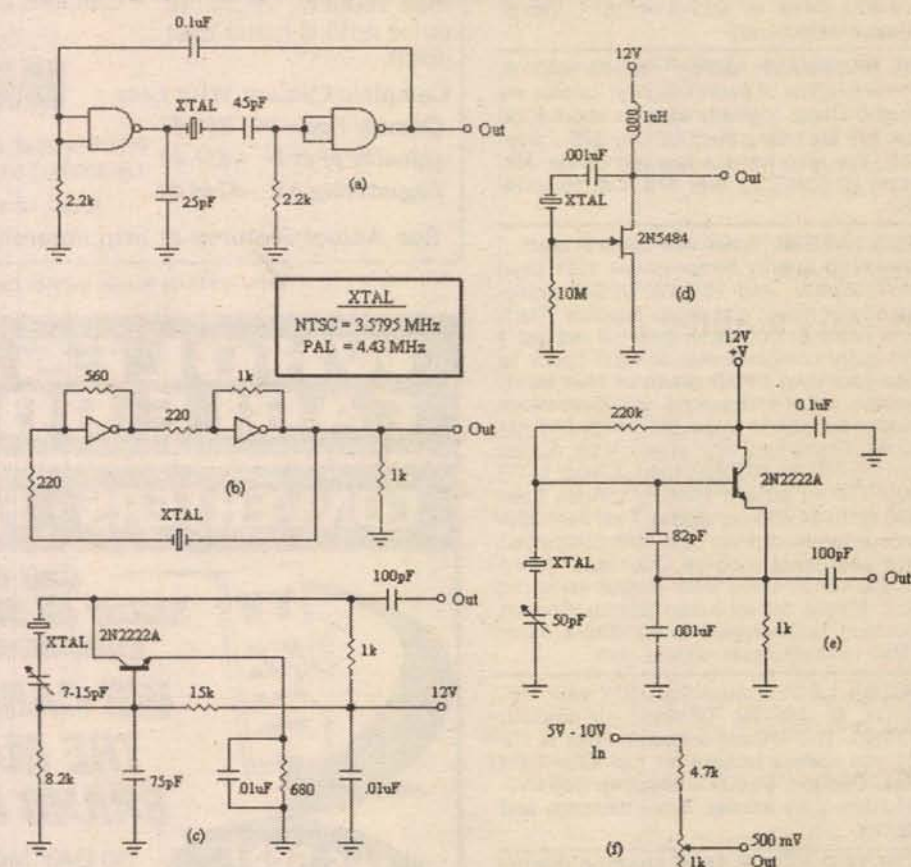 0.1uF
XTAL
45pF
Out
(a)
2.2k
25pF
2.2k
12V
1uH
.001uF
Out
XTAL
2N5484
10M
(d)
XTAL
NTSC = 3.5795 MHz
PAL = 4.43 MHz
560
1k
220
Out
220
(b)
1k
XTAL
12V
+V
220k
0.1uF
2N2222A
82pF
100pF
Out
XTAL
50pF
.001uF
1k
(e)
100pF
Out
XTAL
2N2222A
1k
7-15pF
15k
12V
8.2k
75pF
.01uF
680
.01uF
(c)
5V - 10V
In
4.7k
500 mV
Out
(f)
1k